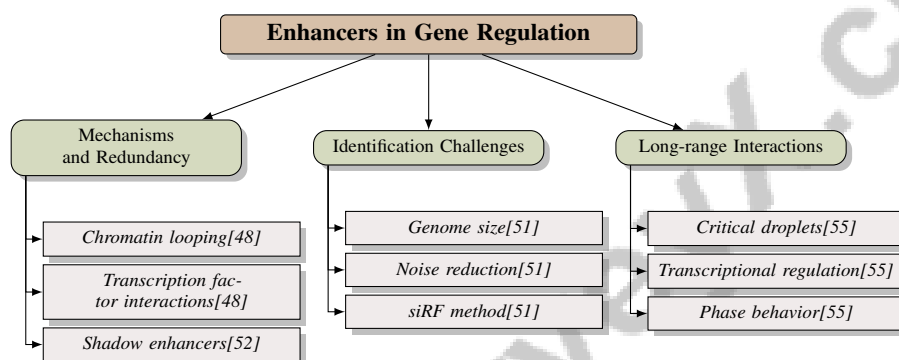 Enhancers in Gene Regulation
Mechanisms
and Redundancy
Chromatin looping[48]
Transcription fac-
tor interactions[48]
Shadow enhancers[52]
Identification Challenges
Genome size[51]
Noise reduction[51]
siRF method[51]
Long-range Interactions
Critical droplets[55]
Transcriptional regulation[55]
Phase behavior[55]